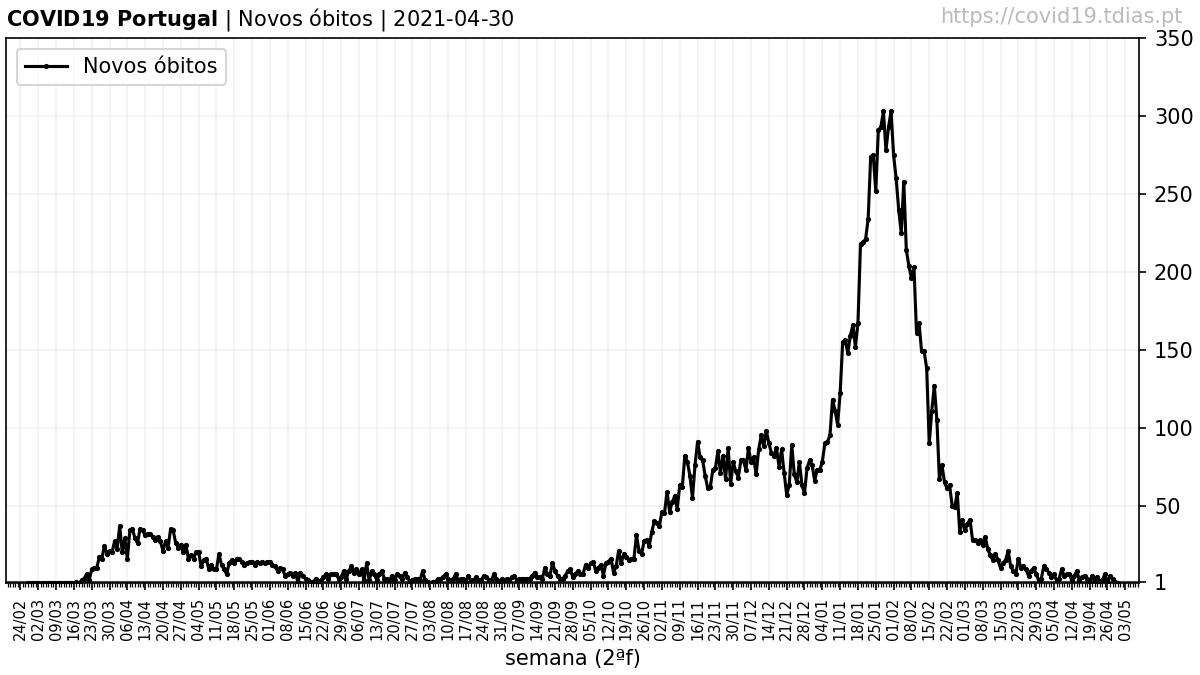 COVID19 Portugal | Novos óbitos | 2021-04-30
https://covid19.tdias.pt
Novos óbitos
350
300
250
200
150
100
50
1
24/02 02/03 09/03 16/03 23/03 30/03 06/04 13/04 20/04 27/04 04/05 11/05 18/05 25/05 01/06 08/06 15/06 22/06 29/06 06/07 13/07 20/07 27/07 03/08 10/08 17/08 24/08 31/08 07/09 14/09 21/09 28/09 05/10 12/10 19/10 26/10 02/11 09/11 16/11 23/11 30/11 07/12 14/12 21/12 28/12 04/01 11/01 18/01 25/01 01/02 08/02 15/02 22/02 01/03 08/03 15/03 22/03 29/03 05/04 12/04 19/04 26/04 03/05
semana (2ªf)